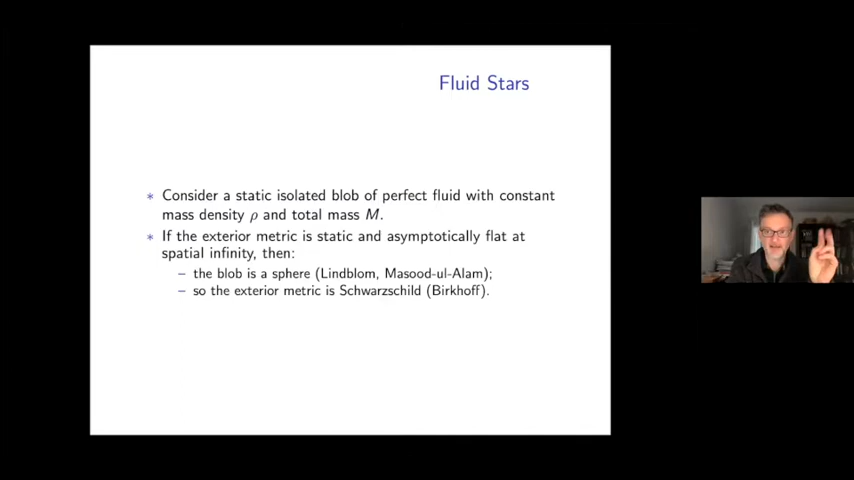 Fluid Stars
* Consider a static isolated blob of perfect fluid with constant
mass density ρ and total mass M.
* If the exterior metric is static and asymptotically flat at
spatial infinity, then:
– the blob is a sphere (Lindblom, Masood-ul-Alam);
– so the exterior metric is Schwarzschild (Birkhoff).